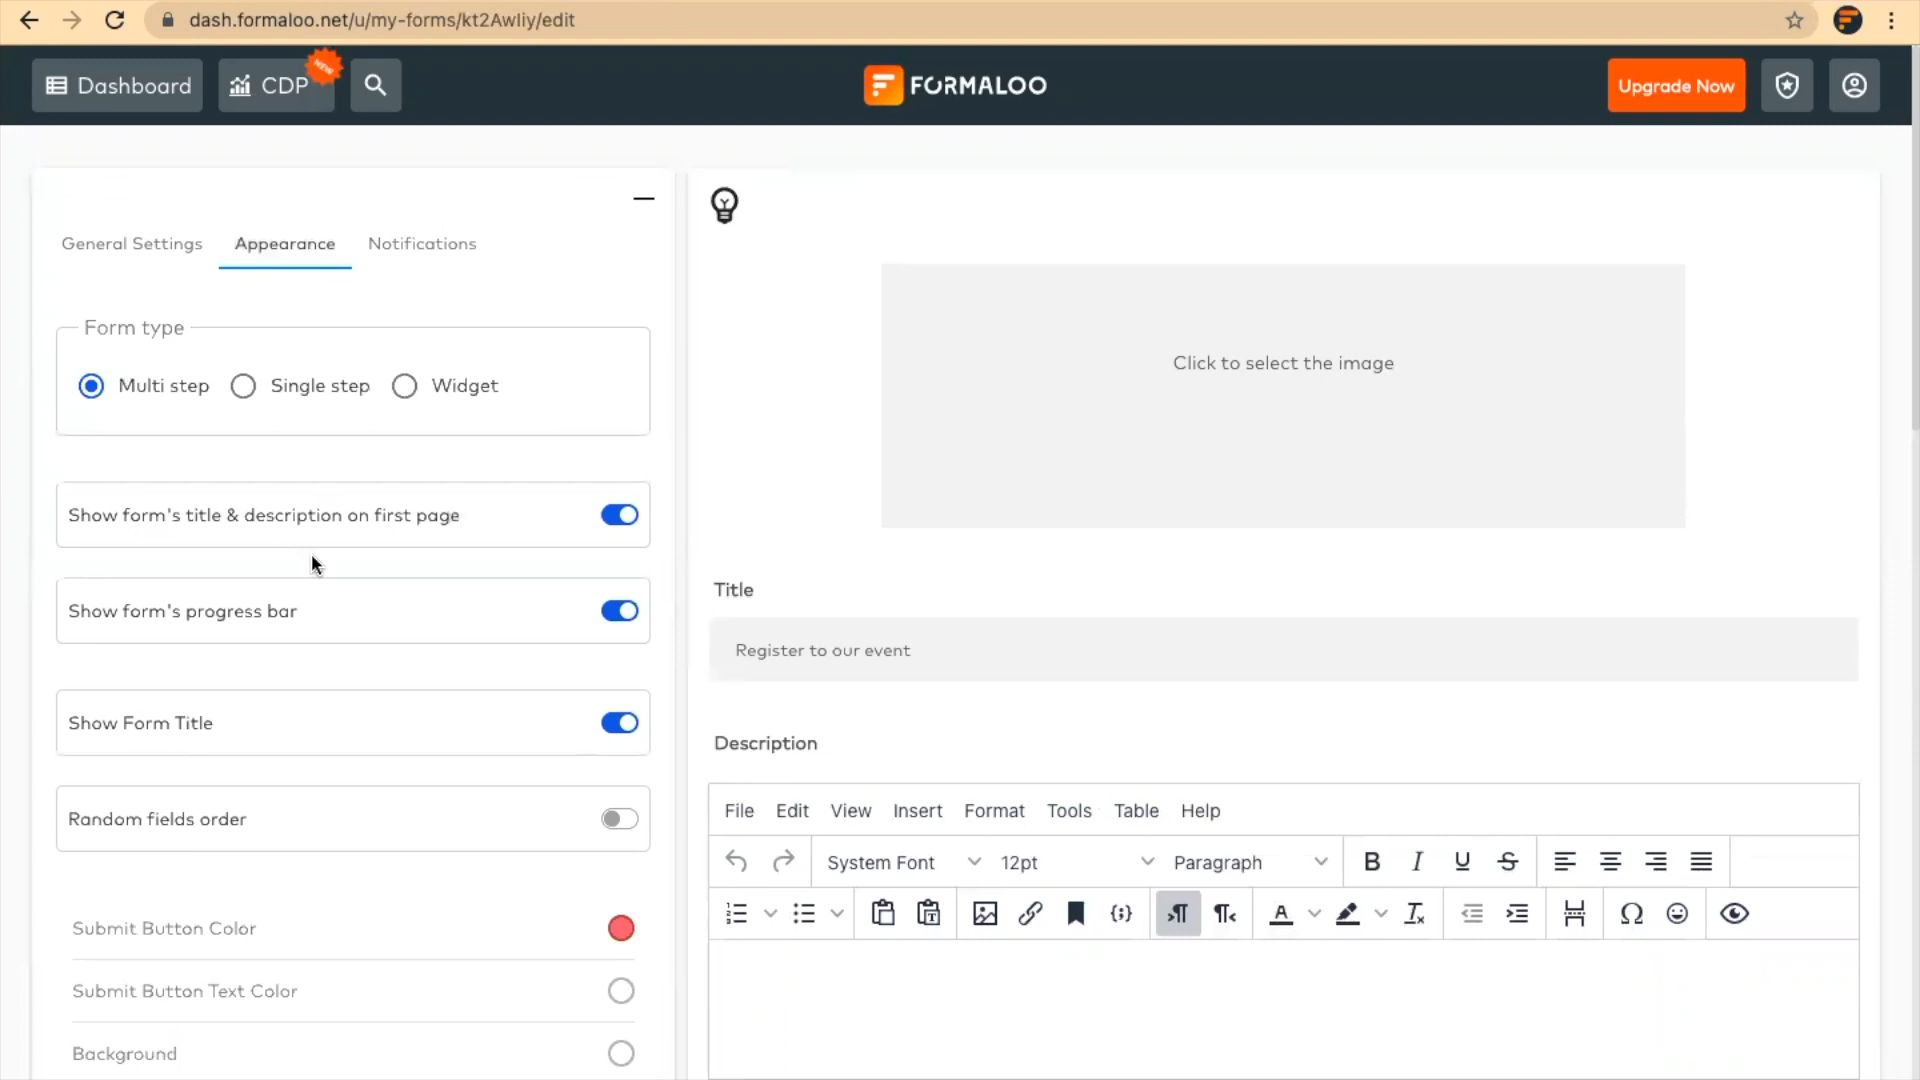 dash.formaloo.net/u/my-forms/kt2Awliy/edit
Dashboard
CDP
NEW
FORMALOO
Upgrade Now
General Settings
Appearance
Notifications
Form type
Multi step
Single step
Widget
Show form's title & description on first page
Show form's progress bar
Show Form Title
Random fields order
Submit Button Color
Submit Button Text Color
Background
Click to select the image
Title
Register to our event
Description
File Edit View Insert Format Tools Table Help
System Font 12pt Paragraph